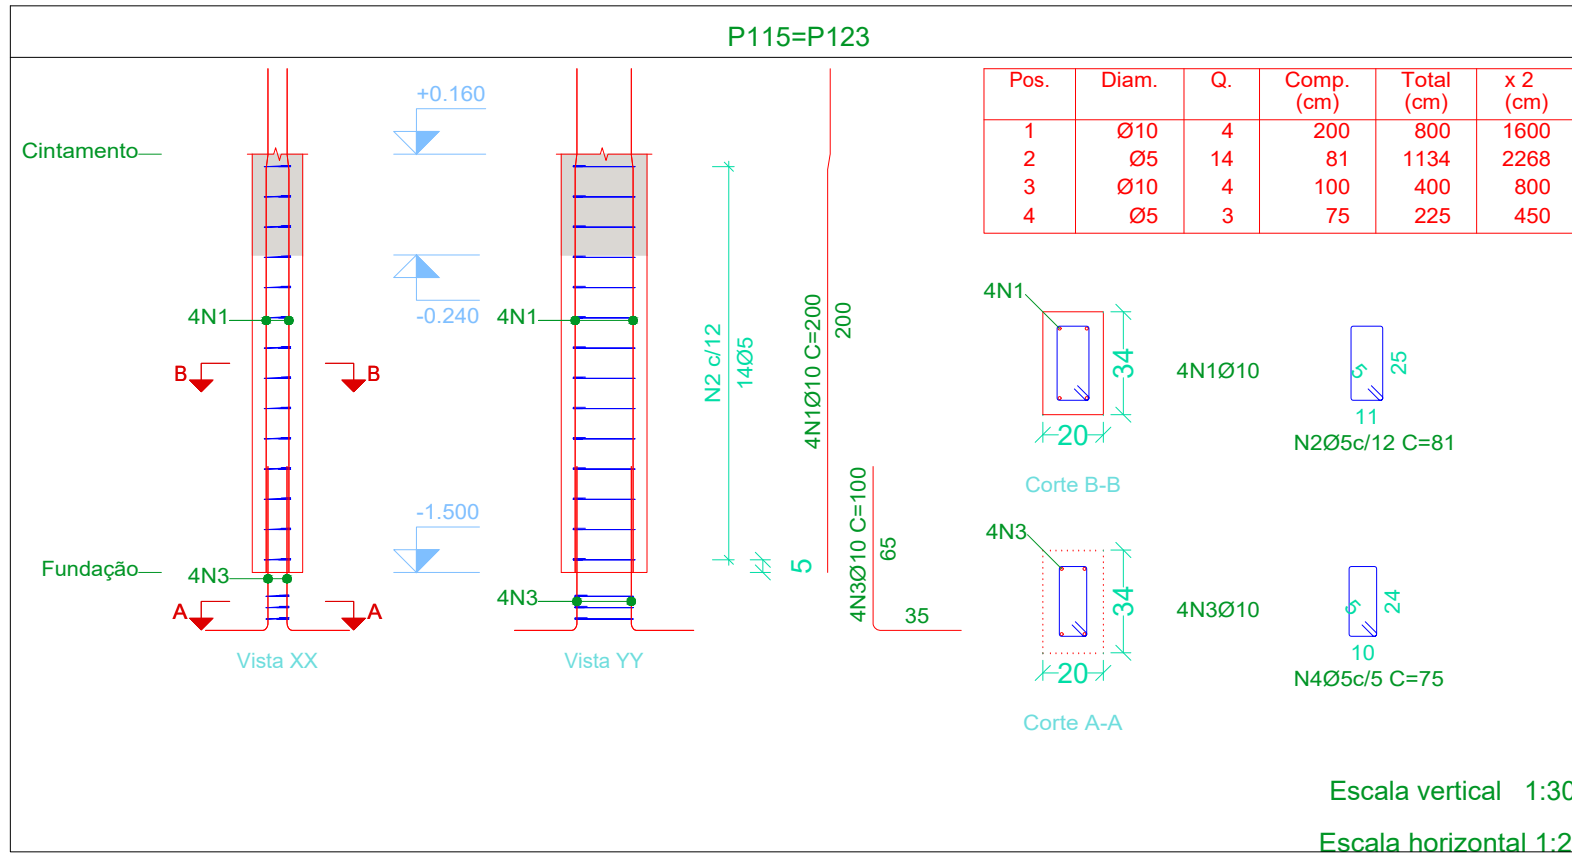 P115=P123
Pos. Diam. Q. Comp. (cm) Total (cm) x 2 (cm)
1 Ø10 4 200 800 1600
2 Ø5 14 81 1134 2268
3 Ø10 4 100 400 800
4 Ø5 3 75 225 450
Cintamento
+0.160
-0.240
-1.500
Fundação
4N1
4N1
B
B
4N3
4N3
A
A
Vista XX
Vista YY
N2 c/12
14Ø5
5
4N1Ø10 C=200
200
4N3Ø10 C=100
65
35
4N1
34
20
4N1Ø10
Corte B-B
5
25
11
N2Ø5c/12 C=81
4N3
34
20
4N3Ø10
Corte A-A
5
24
10
N4Ø5c/5 C=75
Escala vertical 1:30
Escala horizontal 1:2